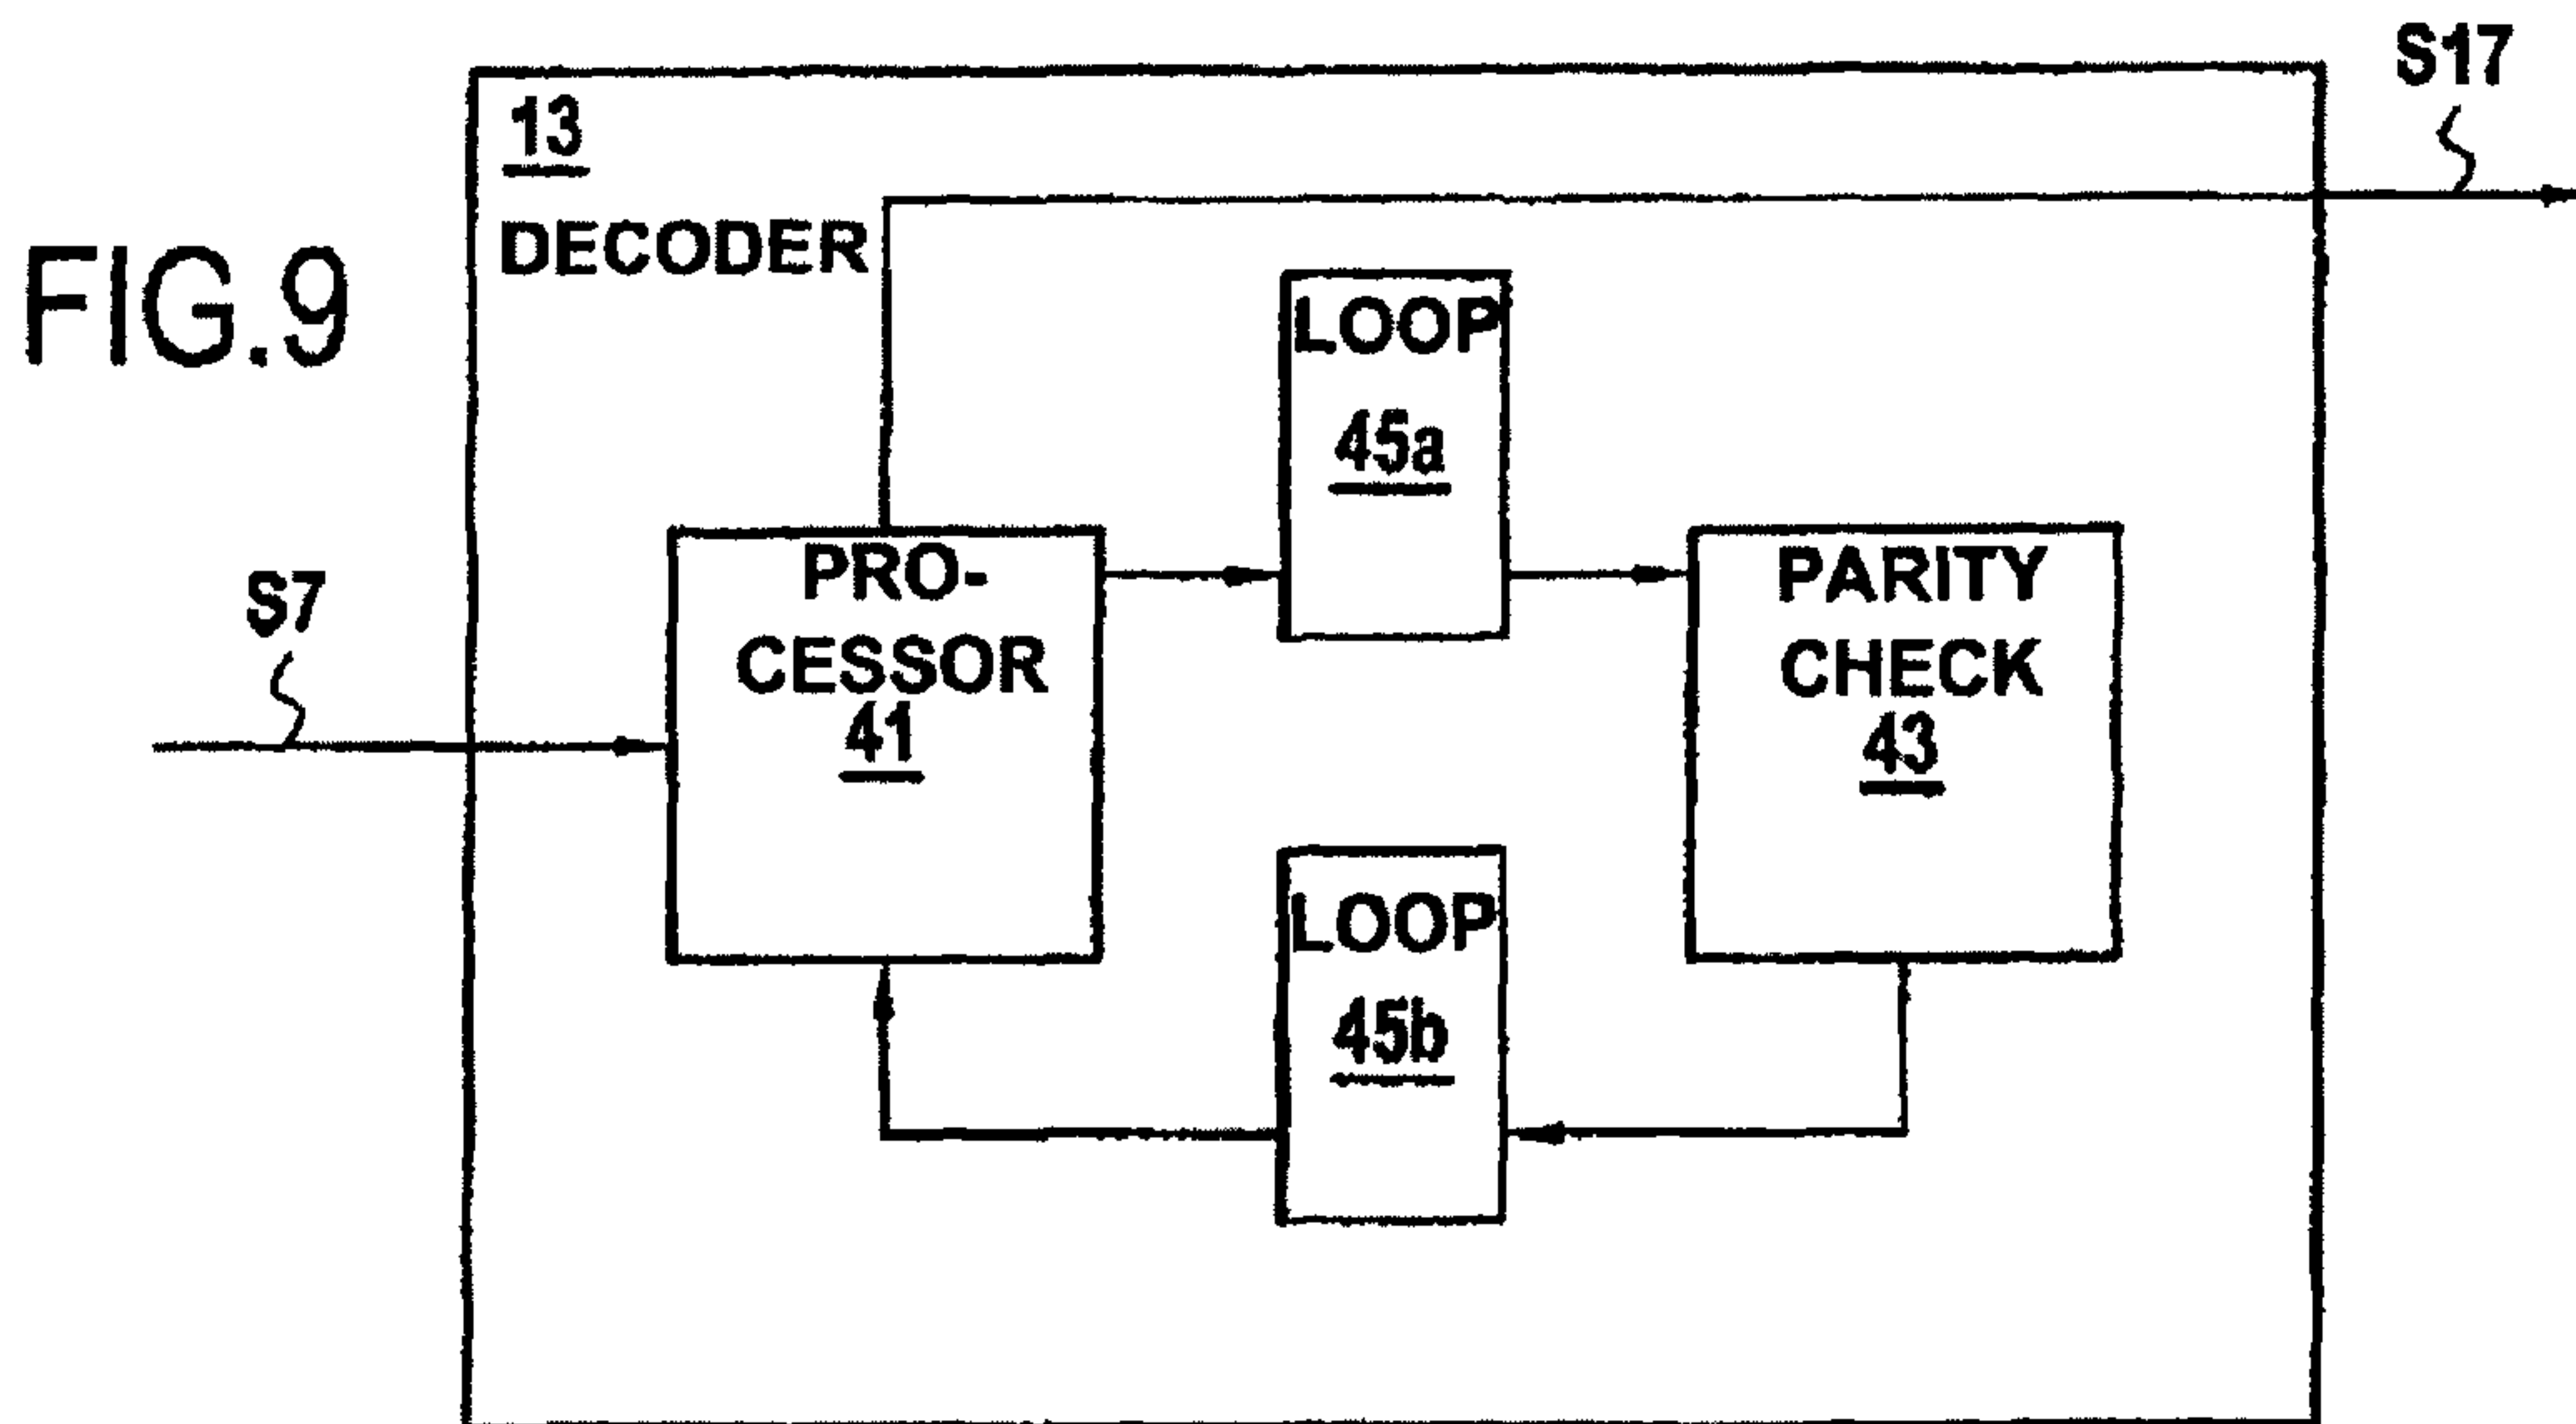 S17
13
DECODER
FIG.9
LOOP
45a
PRO-
CESSOR
41
PARITY
CHECK
43
S7
LOOP
45b